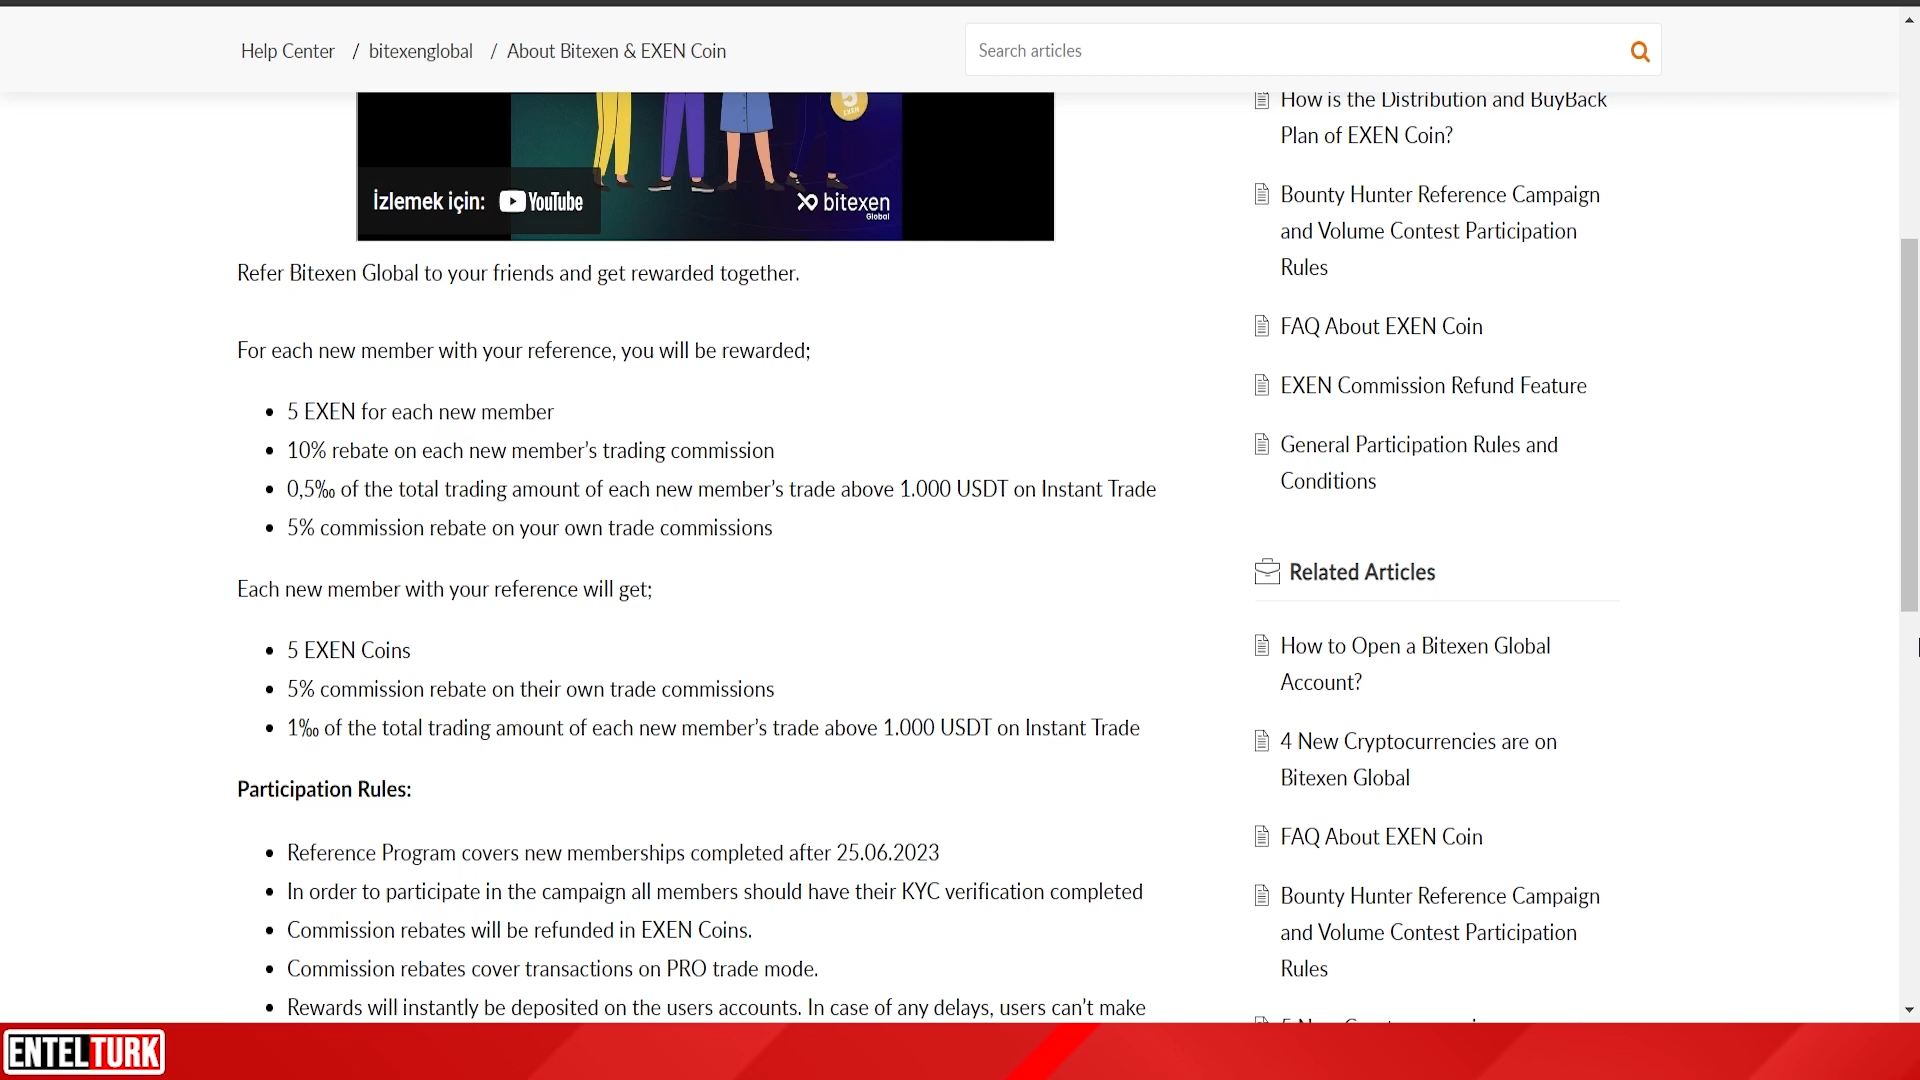 Help Center / bitexenglobal / About Bitexen & EXEN Coin
Search articles
5
EXEN
İzlemek için: YouTube
bitexen
Global
Refer Bitexen Global to your friends and get rewarded together.
For each new member with your reference, you will be rewarded;
• 5 EXEN for each new member
• 10% rebate on each new member’s trading commission
• 0,5‰ of the total trading amount of each new member’s trade above 1.000 USDT on Instant Trade
• 5% commission rebate on your own trade commissions
Each new member with your reference will get;
• 5 EXEN Coins
• 5% commission rebate on their own trade commissions
• 1‰ of the total trading amount of each new member’s trade above 1.000 USDT on Instant Trade
Participation Rules:
• Reference Program covers new memberships completed after 25.06.2023
• In order to participate in the campaign all members should have their KYC verification completed
• Commission rebates will be refunded in EXEN Coins.
• Commission rebates cover transactions on PRO trade mode.
• Rewards will instantly be deposited on the users accounts. In case of any delays, users can’t make
How is the Distribution and BuyBack
Plan of EXEN Coin?
Bounty Hunter Reference Campaign
and Volume Contest Participation
Rules
FAQ About EXEN Coin
EXEN Commission Refund Feature
General Participation Rules and
Conditions
Related Articles
How to Open a Bitexen Global
Account?
4 New Cryptocurrencies are on
Bitexen Global
FAQ About EXEN Coin
Bounty Hunter Reference Campaign
and Volume Contest Participation
Rules
ENTELTURK